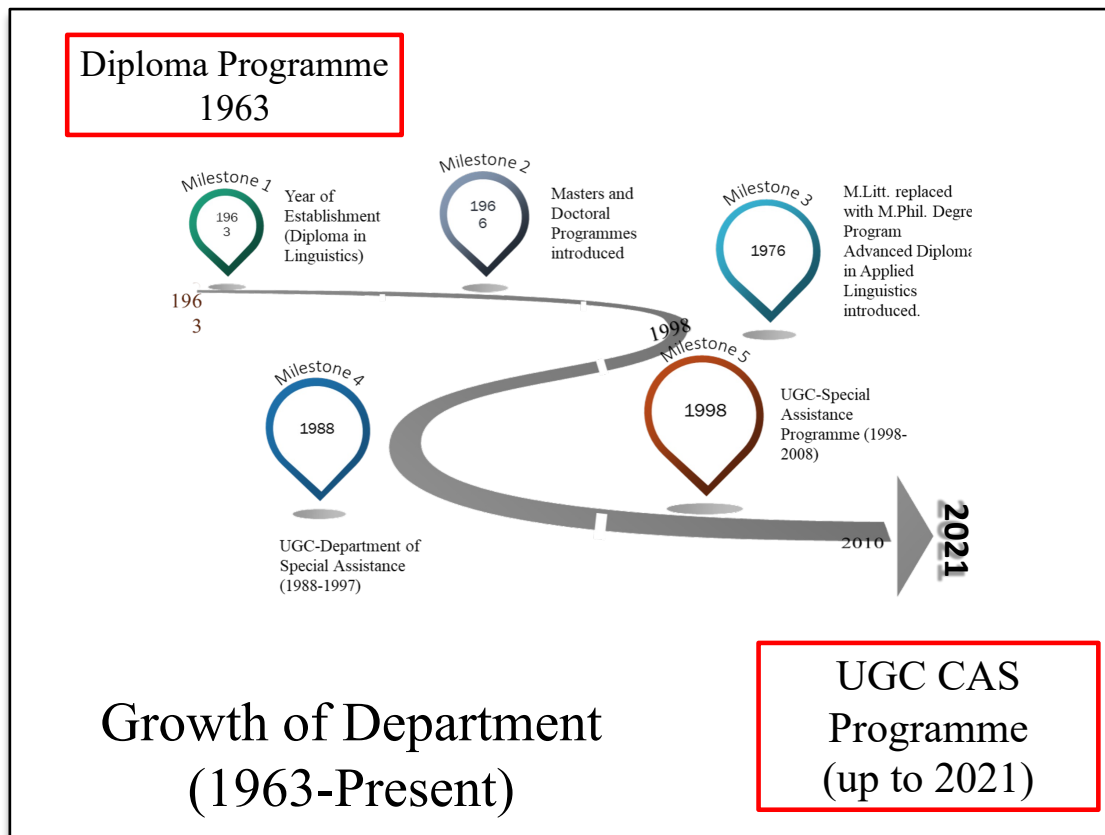 Diploma Programme
1963
Milestone 1
196
3
Year of
Establishment
(Diploma in
Linguistics)
Milestone 2
196
6
Masters and
Doctoral
Programmes
introduced
Milestone 3
1976
M.Litt. replaced
with M.Phil. Degre
Program
Advanced Diploma
in Applied
Linguistics
introduced.
196
3
1998
Milestone 4
1988
UGC-Department of
Special Assistance
(1988-1997)
Milestone 5
1998
UGC-Special
Assistance
Programme (1998-
2008)
2010
2021
Growth of Department
(1963-Present)
UGC CAS
Programme
(up to 2021)